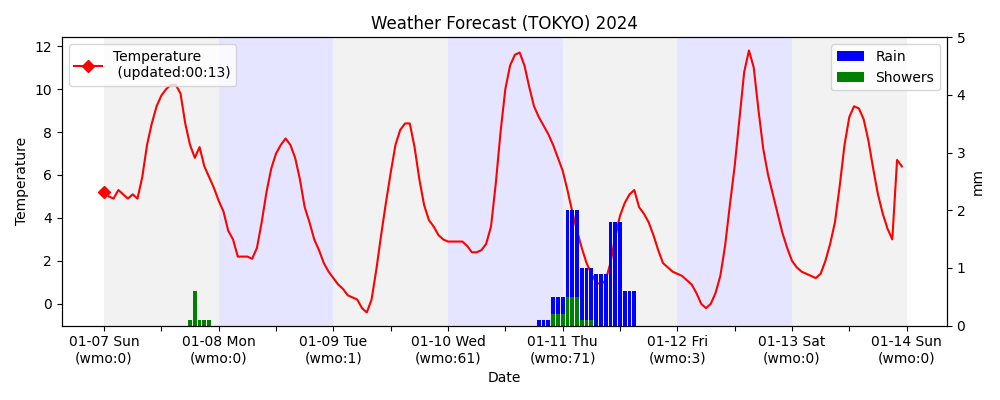 Weather Forecast (TOKYO) 2024
Temperature
(updated:00:13)
Rain
Showers
12
10
8
6
4
2
0
Temperature
5
4
3
2
1
0
mm
01-07 Sun 01-08 Mon 01-09 Tue 01-10 Wed 01-11 Thu 01-12 Fri 01-13 Sat 01-14 Sun
(wmo:0) (wmo:0) (wmo:1) (wmo:61) (wmo:71) (wmo:3) (wmo:0) (wmo:0)
Date